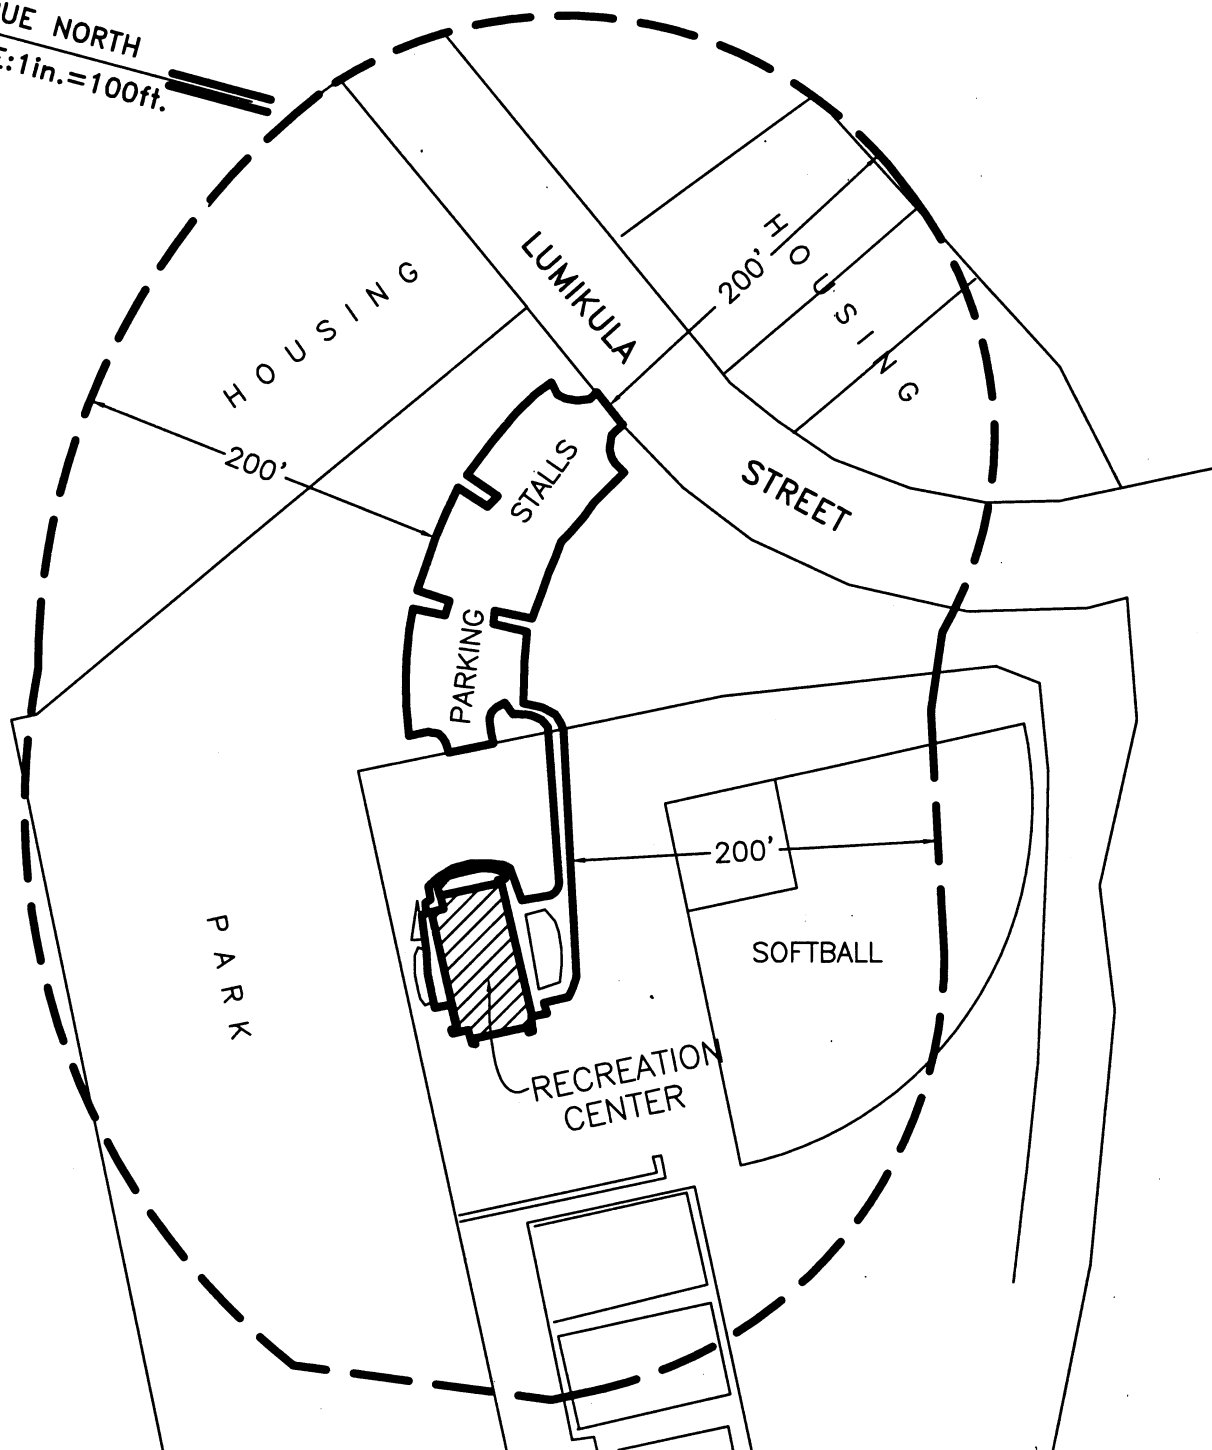 UE NORTH
E:1in.=100ft.
LUMIKULA
STREET
HOUSING
200'
HOUSING
200'
STALLS
PARKING
200'
SOFTBALL
PARK
RECREATION
CENTER